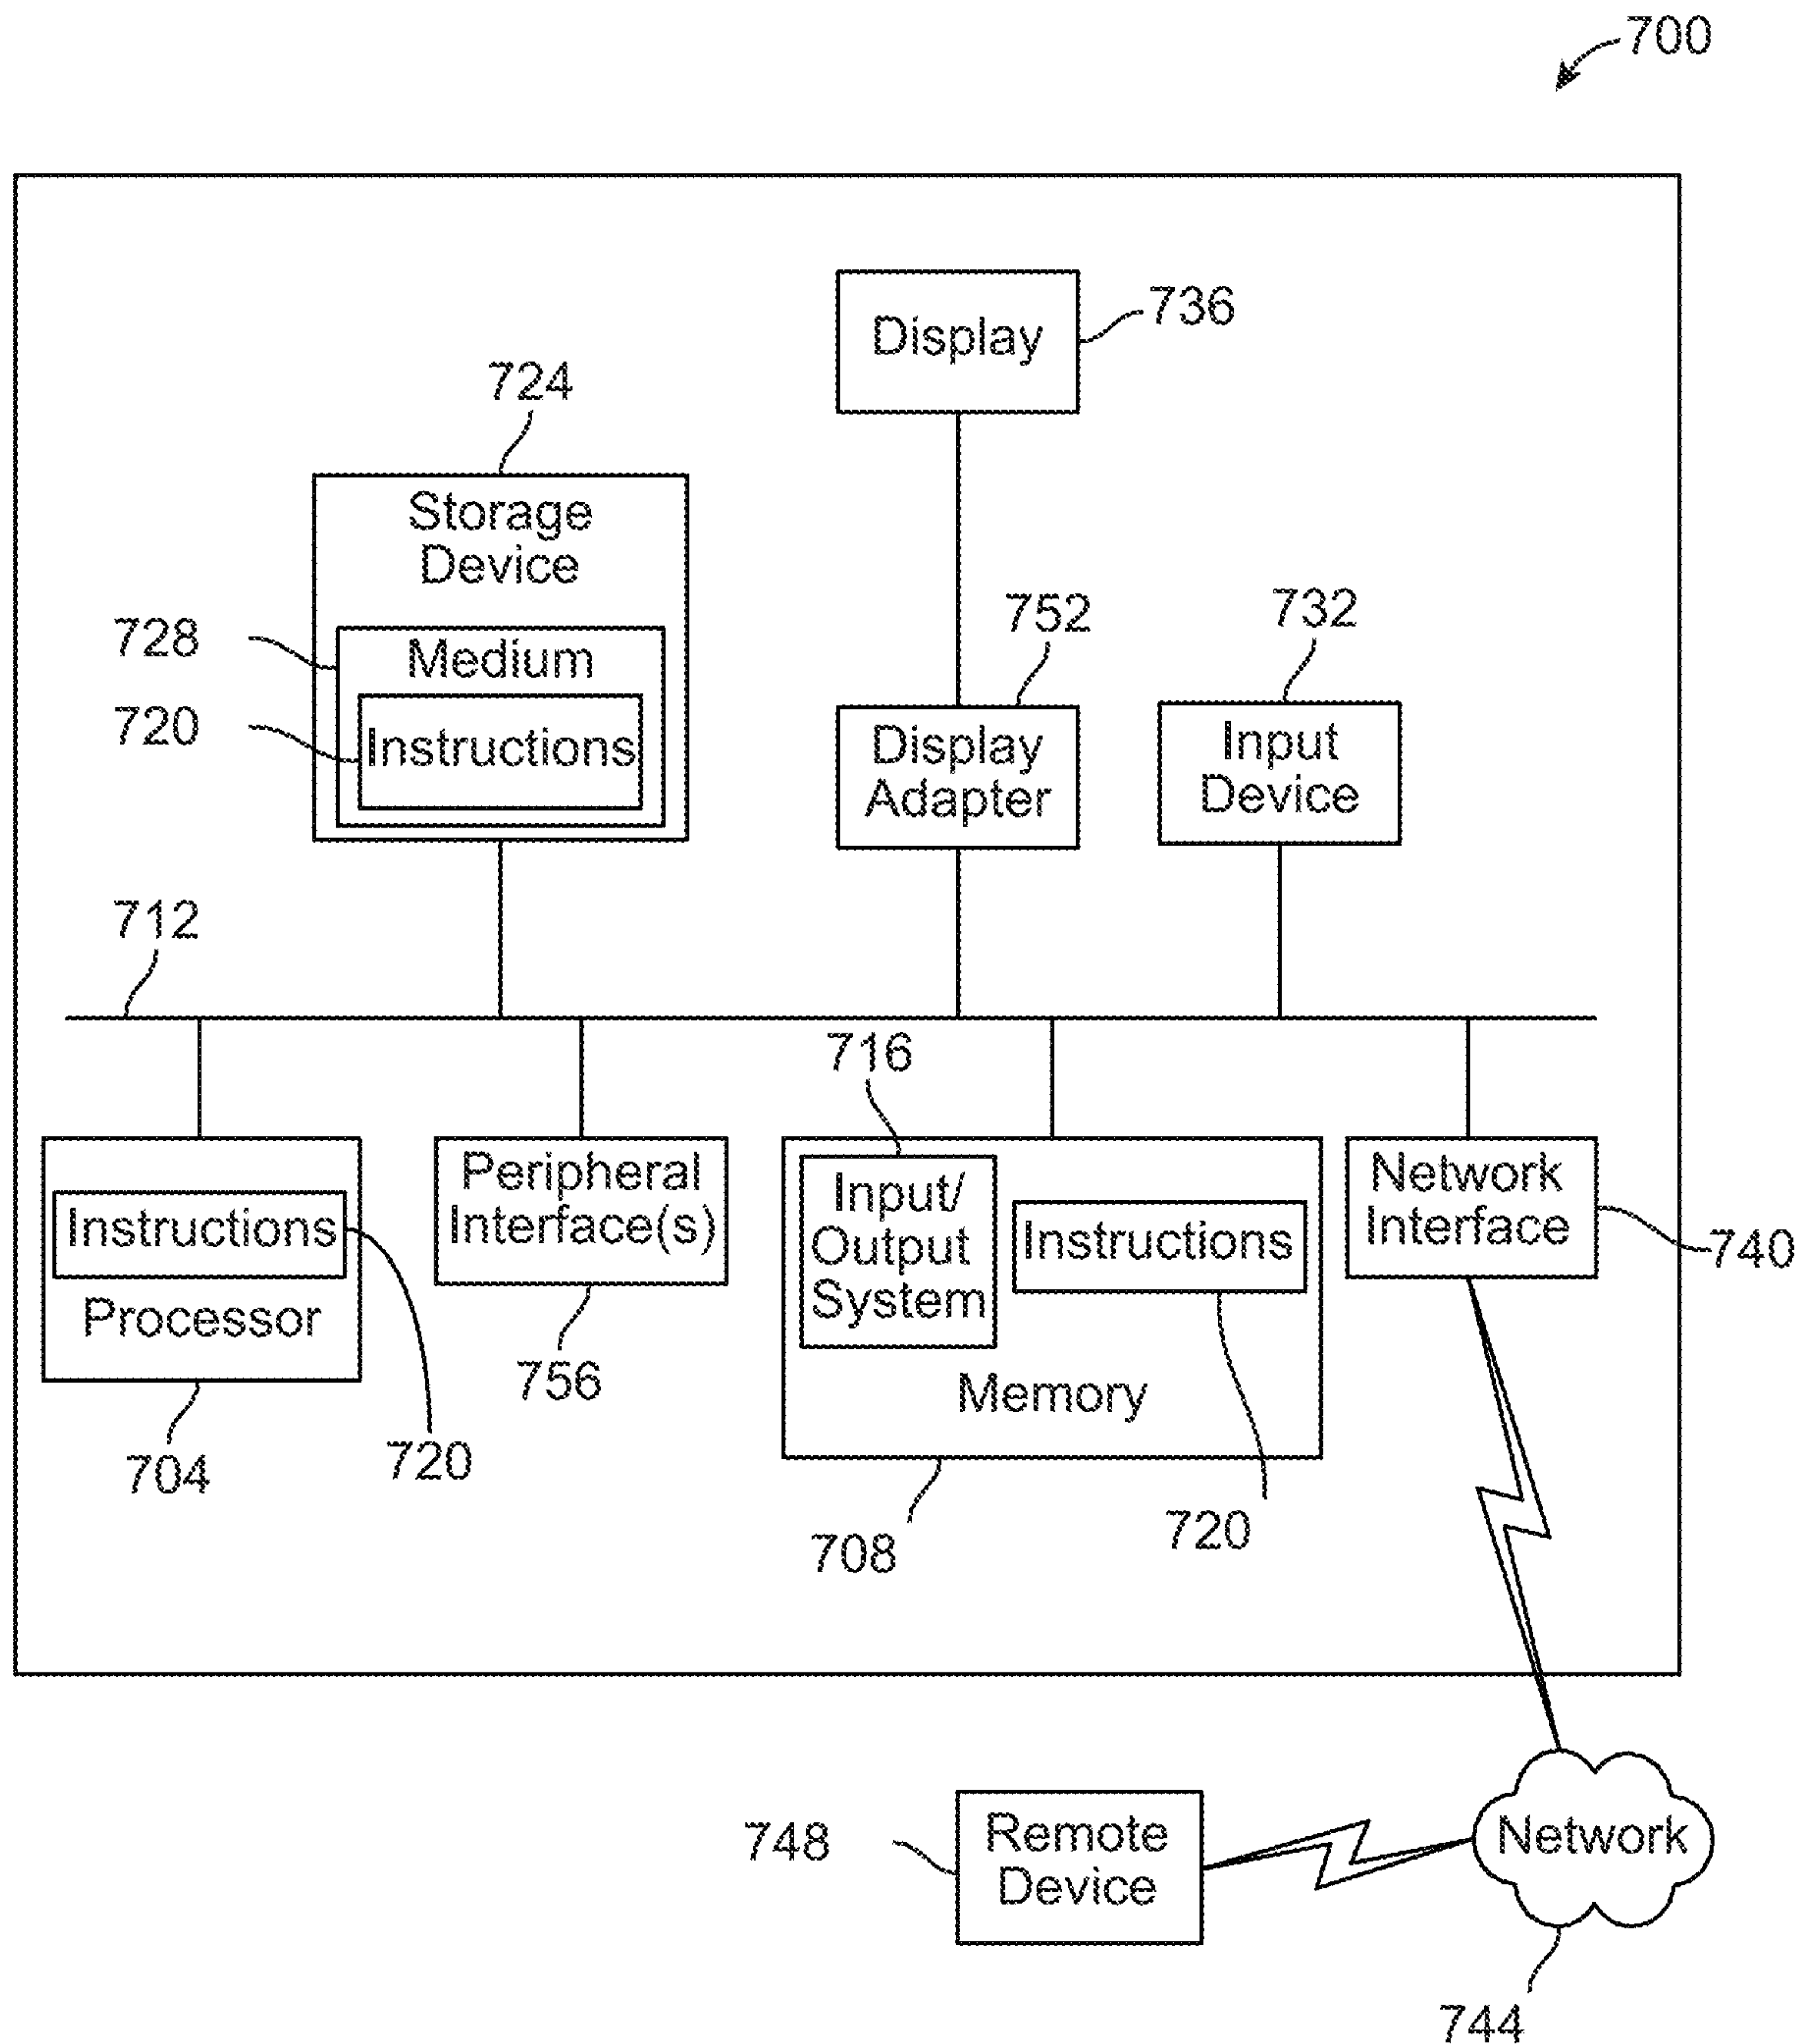 700
Display
736
724
Storage
Device
728
Medium
720
Instructions
752
Display
Adapter
732
Input
Device
712
716
Instructions
Processor
704
720
Peripheral
Interface(s)
756
Input/
Output
System
Instructions
Memory
708
720
Network
Interface
740
748
Remote
Device
Network
744